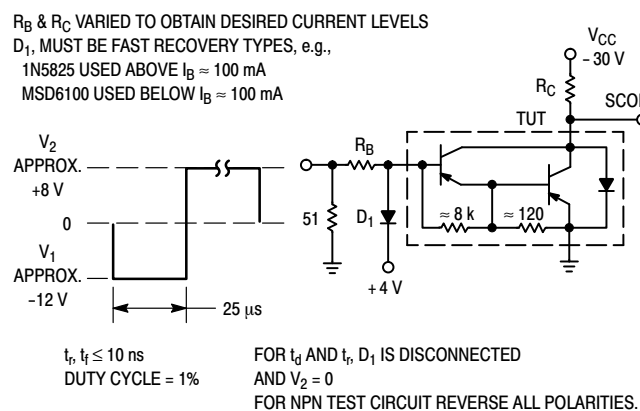 R_B & R_C VARIED TO OBTAIN DESIRED CURRENT LEVELS
D_1, MUST BE FAST RECOVERY TYPES, e.g.,
1N5825 USED ABOVE I_B ≈ 100 mA
MSD6100 USED BELOW I_B ≈ 100 mA
V_CC
-30 V
R_C
SCO
TUT
V_2
APPROX.
+8 V
0
V_1
APPROX.
-12 V
25 μs
R_B
51
D_1
+4 V
≈ 8 k
≈ 120
t_r, t_f ≤ 10 ns
DUTY CYCLE = 1%
FOR t_d AND t_r, D_1 IS DISCONNECTED
AND V_2 = 0
FOR NPN TEST CIRCUIT REVERSE ALL POLARITIES.